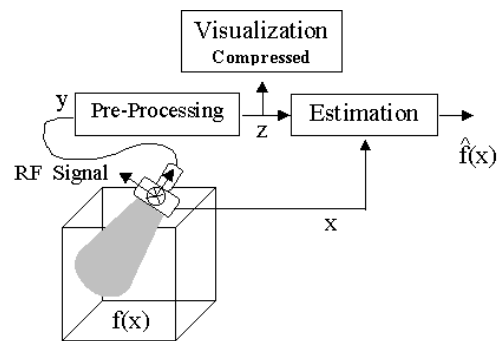 Visualization
Compressed
y
Pre-Processing
z
Estimation
f̂(x)
RF Signal
x
f(x)